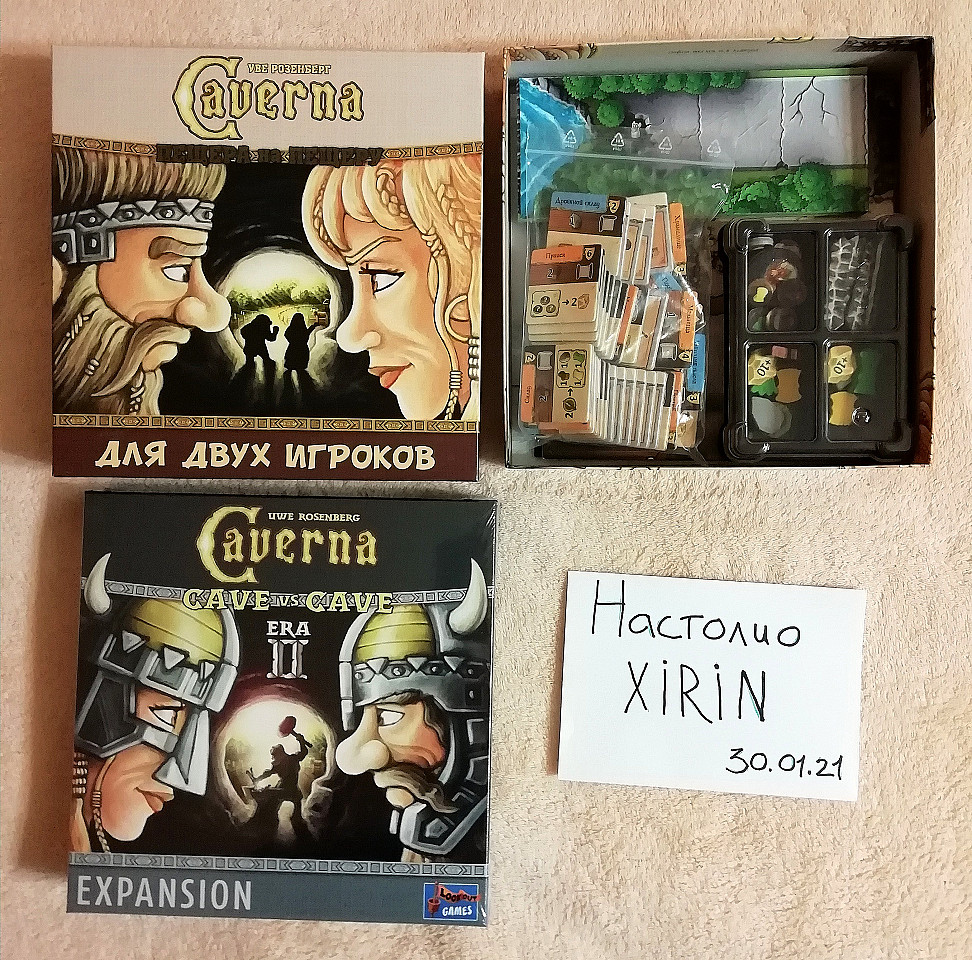 УВЕ РОЗЕНБЕРГ
Caverna
ПЕЩЕРА на ПЕЩЕРУ
ДЛЯ ДВУХ ИГРОКОВ
UWE ROSENBERG
Caverna
CAVE vs CAVE
ERA
II
EXPANSION
LOOKOUT
GAMES
Настолио
XiRiN
30.01.21